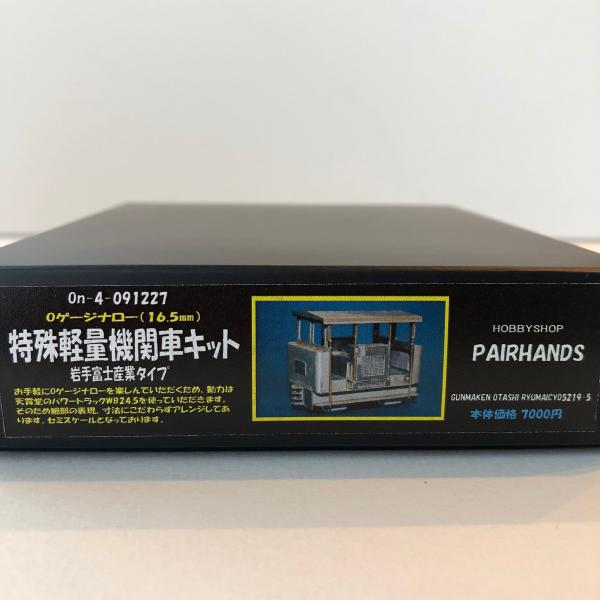 On-4-091227
Oゲージナロー(16.5mm)
特殊軽量機関車キット
岩手富士産業タイプ
お手軽にOゲージナローを楽しんでいただくため、動力は
天賞堂のパワートラックWB24.5を使っていただきます。
そのため細部の表現、寸法にこだわらずアレンジしてあ
ります。セミスケールとなっております。
HOBBYSHOP
PAIRHANDS
GUNMAKEN OTASHI RYUMAICYO5219-5
本体価格 7000円